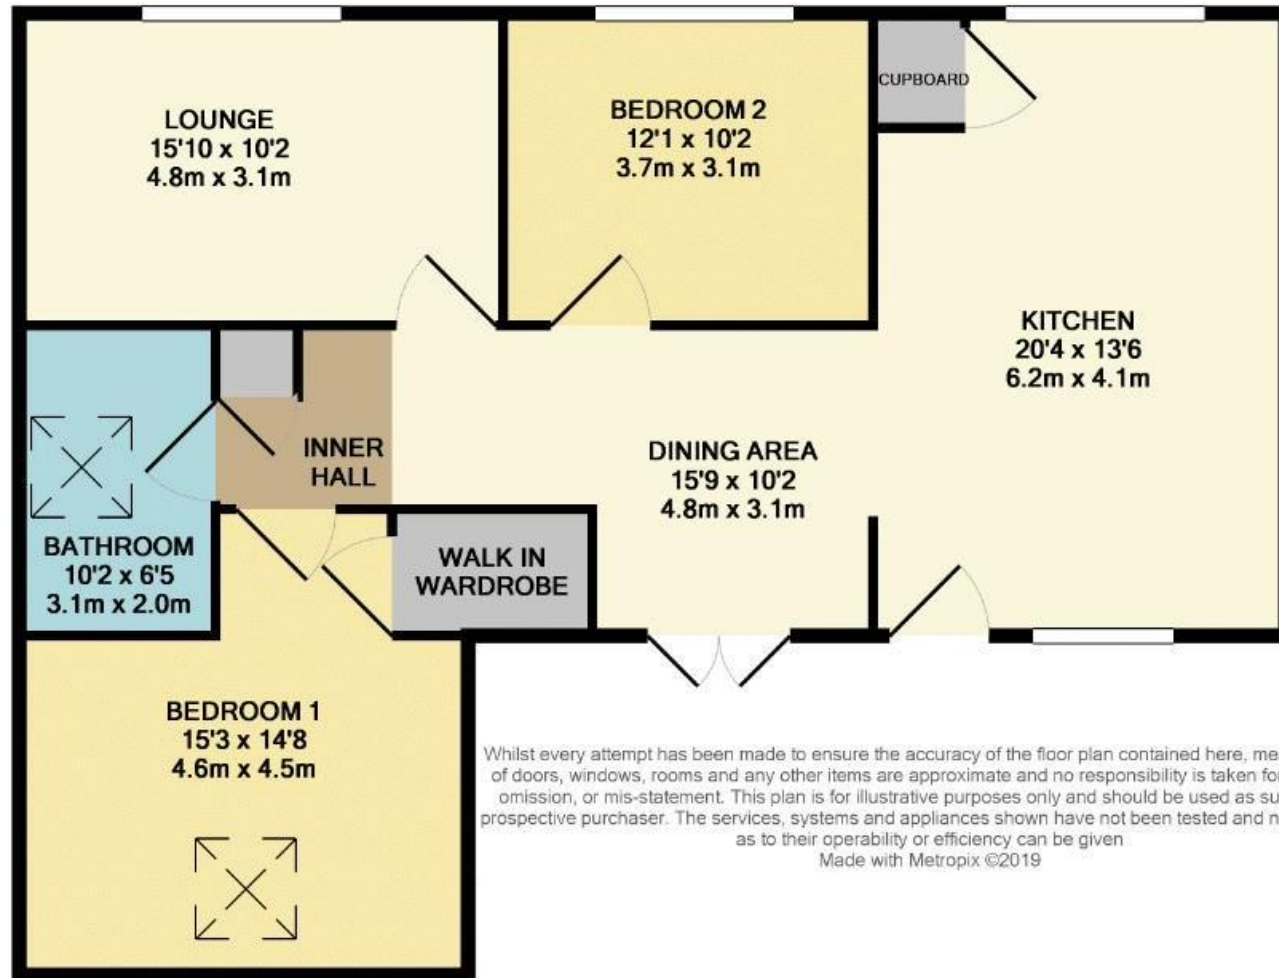 LOUNGE
15'10 x 10'2
4.8m x 3.1m
BEDROOM 2
12'1 x 10'2
3.7m x 3.1m
CUPBOARD
KITCHEN
20'4 x 13'6
6.2m x 4.1m
INNER
HALL
DINING AREA
15'9 x 10'2
4.8m x 3.1m
BATHROOM
10'2 x 6'5
3.1m x 2.0m
WALK IN
WARDROBE
BEDROOM 1
15'3 x 14'8
4.6m x 4.5m
Whilst every attempt has been made to ensure the accuracy of the floor plan contained here,
of doors, windows, rooms and any other items are approximate and no responsibility is taken for
omission, or mis-statement. This plan is for illustrative purposes only and should be used as
prospective purchaser. The services, systems and appliances shown have not been tested and
as to their operability or efficiency can be given
Made with Metropix ©2019